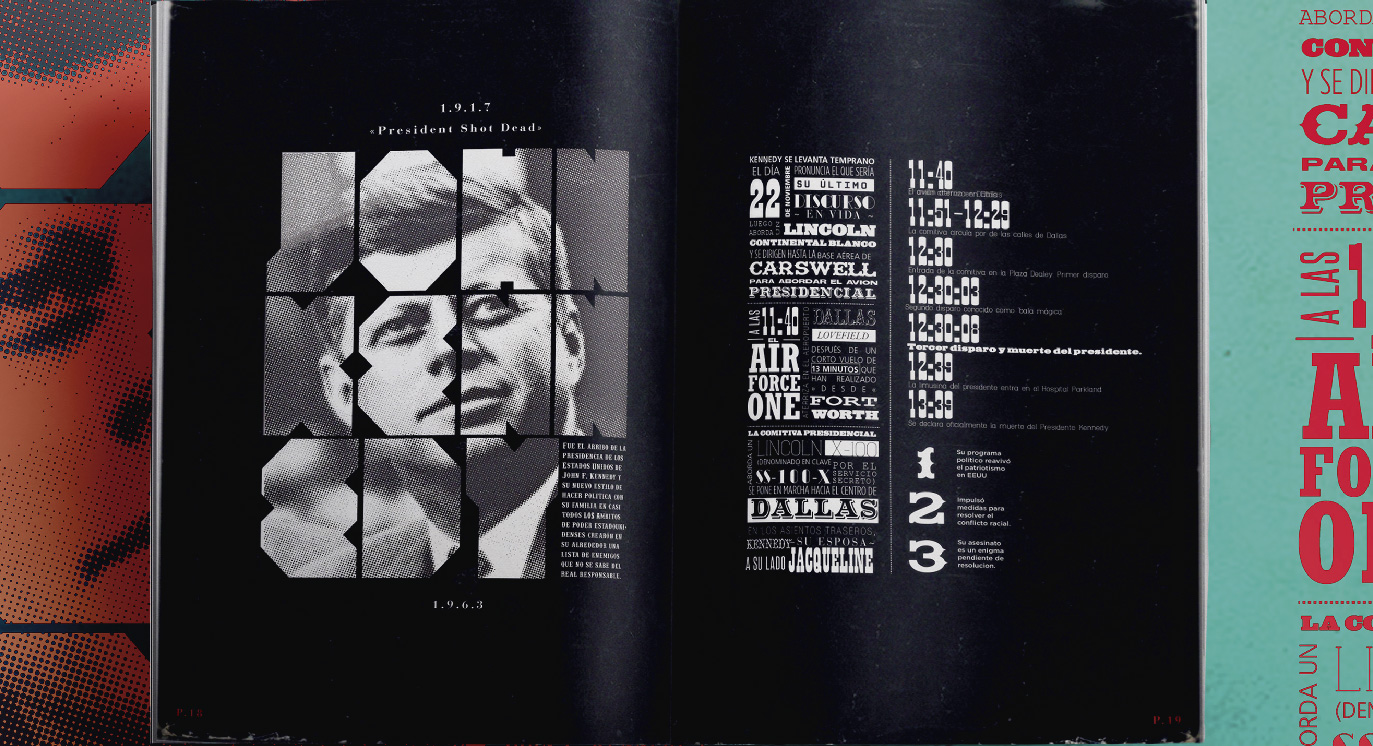 1.9.1.7
«President Shot Dead»
FUE EL ARRIBO DE LA
PRESIDENCIA DE LOS
ESTADOS UNIDOS DE
JOHN F. KENNEDY Y
SU NUEVO ESTILO DE
HACER POLITICA CON
SU FAMILIA EN CASI
TODOS LOS AMBITOS
DE PODER ESTADOUNI-
DENSES CREARON EN
SU ALREDEDOR UNA
LISTA DE ENEMIGOS
QUE NO SE SABE DEL
REAL RESPONSABLE.
1.9.6.3
P.18
KENNEDY SE LEVANTA TEMPRANO
EL DÍA
22
DE NOVIEMBRE
PRONUNCIA EL QUE SERÍA
SU ÚLTIMO
DISCURSO
- EN VIDA ~
LUEGO
ABORDA
LINCOLN
CONTINENTAL BLANCO
Y SE DIRIGEN HASTA LA BASE AEREA DE
CARSWELL
PARA ABORDAR EL AVION
PRESIDENCIAL
A LAS
11:40
EL
AIR
FORCE
ONE
ATERRIZA EN EL AEROPUERTO
DALLAS
LOVEFIELD
DESPUÉS DE UN
CORTO VUELO DE
13 MINUTOS QUE
HAN REALIZADO
« DESDE «
FORT
WORTH
LA COMITIVA PRESIDENCIAL
ABORDA UN
LINCOLN X-100
(DENOMINADO EN CLAVE
SS-100-X
POR EL
SERVICIO
SECRETO)
SE PONE EN MARCHA HACIA EL CENTRO DE
DALLAS
EN LOS ASIENTOS TRASEROS,
KENNEDY- SU ESPOSA ~
A SU LADO JACQUELINE
11:40
11:51-12:29
La comitiva circula por de las calles de Dallas
12:30
Entrada de la comitiva en la Plaza Dealey. Primer disparo
12:30:03
Segundo disparo conocido como bala mágica
12:30:08
Tercer disparo y muerte del presidente.
12:39
La limusina del presidente entra en el Hospital Parkland
13:39
Se declara oficialmente la muerte del Presidente Kennedy
1
Su programa
político reavivó
el patriotismo
en EEUU
2
Impulsó
medidas para
resolver el
conflicto racial.
3
Su asesinato
es un enigma
pendiente de
resolucion.
P.19
ABORD
CON
Y SE DI
CA
PARA
PR
A LAS
1
A
FO
O
LA CO
ORDA UN
LI
(DEN